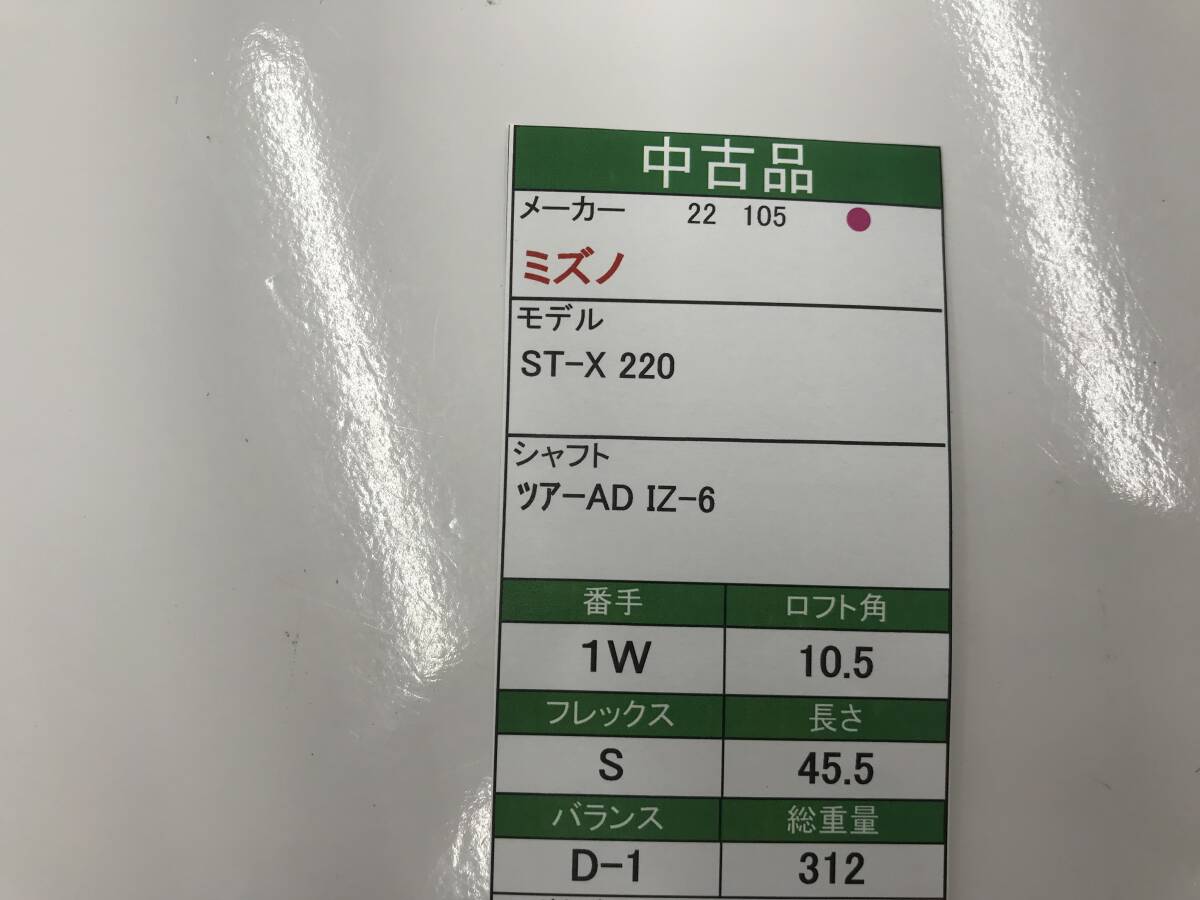 中古品
メーカー 22 105
ミズノ
モデル
ST-X 220
シャフト
ツアーAD IZ-6
番手 ロフト角
1W 10.5
フレックス 長さ
S 45.5
バランス 総重量
D-1 312